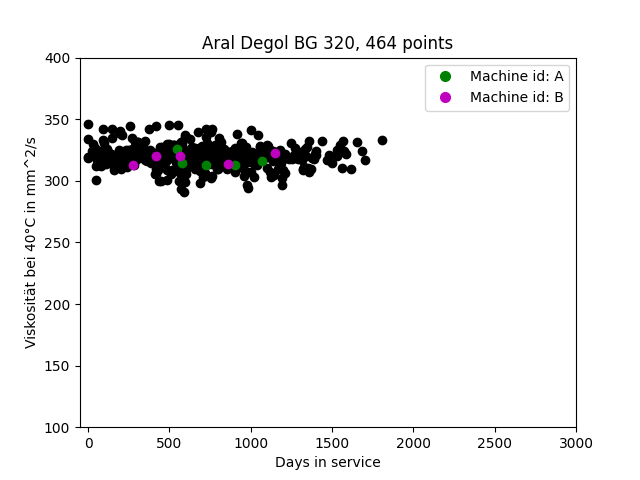 Aral Degol BG 320, 464 points
Machine id: A
Machine id: B
400
350
300
250
200
150
100
Viskosität bei 40°C in mm^2/s
0
500
1000
1500
2000
2500
3000
Days in service